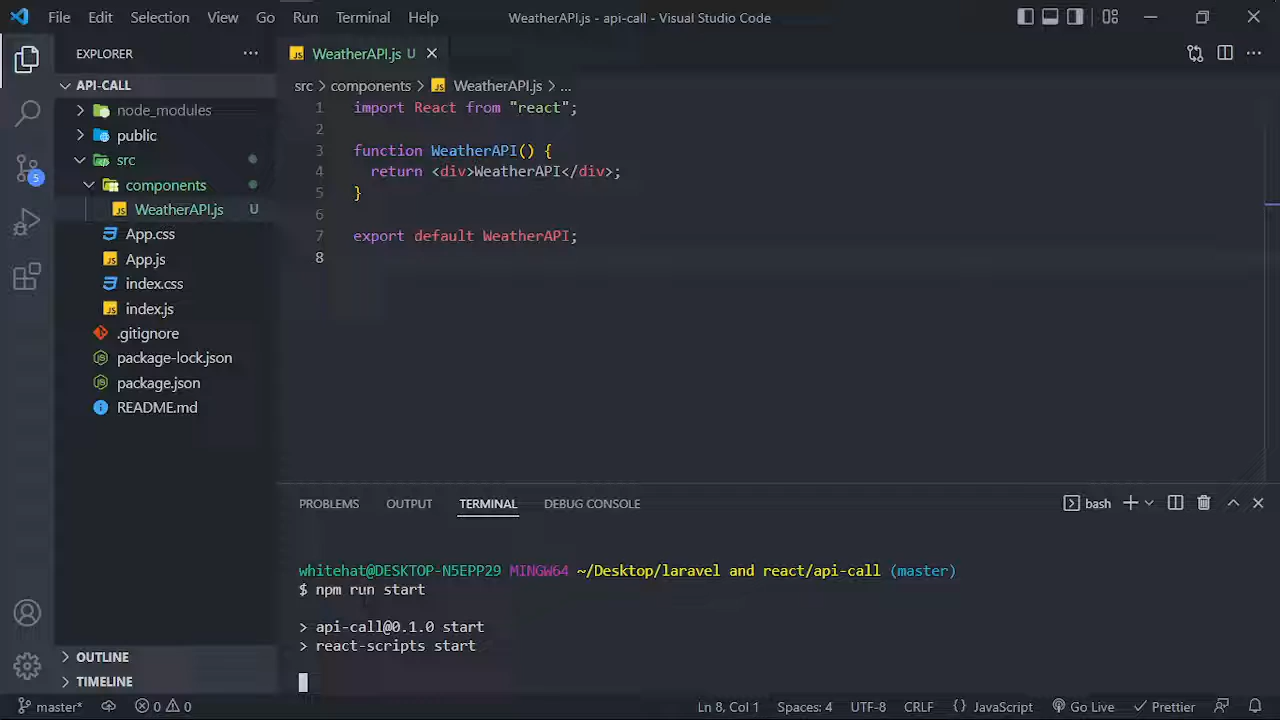 File Edit Selection View Go Run Terminal Help
WeatherAPI.js - api-call - Visual Studio Code
EXPLORER
API-CALL
node_modules
public
src
components
JS WeatherAPI.js U
App.css
JS App.js
index.css
JS index.js
.gitignore
package-lock.json
package.json
README.md
OUTLINE
TIMELINE
5
JS WeatherAPI.js U
src > components > JS WeatherAPI.js > ...
1 import React from "react";
2
3 function WeatherAPI() {
4 return <div>WeatherAPI</div>;
5 }
6
7 export default WeatherAPI;
8
PROBLEMS OUTPUT TERMINAL DEBUG CONSOLE
bash
whitehat@DESKTOP-N5EPP29 MINGW64 ~/Desktop/laravel and react/api-call (master)
$ npm run start
> api-call@0.1.0 start
> react-scripts start
master* 0 0 Ln 8, Col 1 Spaces: 4 UTF-8 CRLF {} JavaScript Go Live Prettier